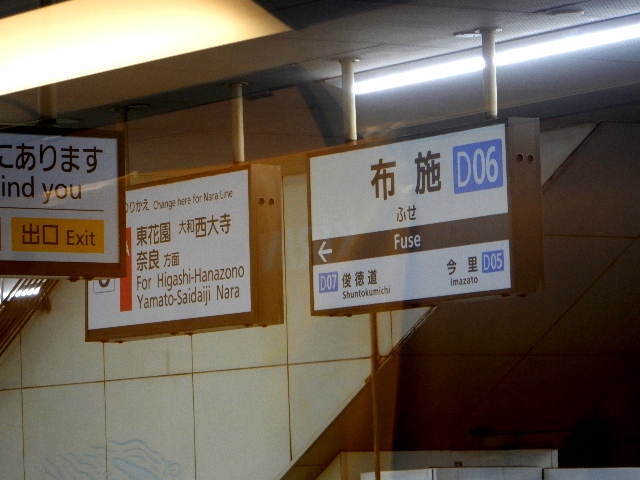 にあります
ind you
出口 Exit
りかえ Change here for Nara Line
東花園 大和西大寺
奈良方面
For Higashi-Hanazono
Yamato-Saidaiji Nara
布施 D06
ふせ
Fuse
D07 俊徳道
Shuntokumichi
今里 D05
Imazato